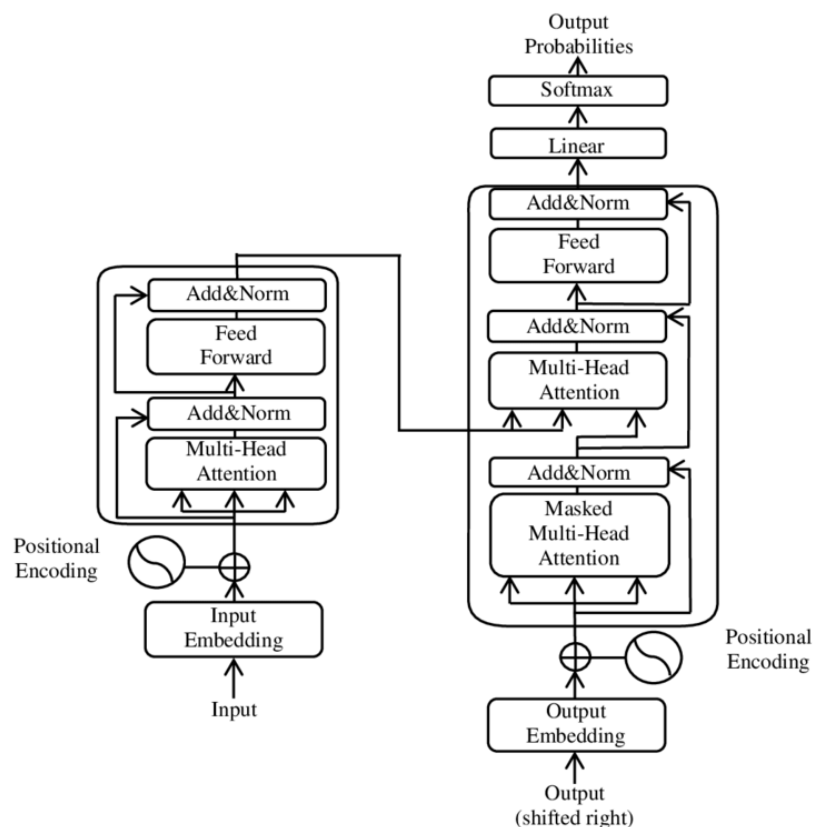 Output
Probabilities
Softmax
Linear
Add&Norm
Feed
Forward
Add&Norm
Multi-Head
Attention
Add&Norm
Masked
Multi-Head
Attention
Positional
Encoding
Output
Embedding
Output
(shifted right)
Add&Norm
Feed
Forward
Add&Norm
Multi-Head
Attention
Positional
Encoding
Input
Embedding
Input